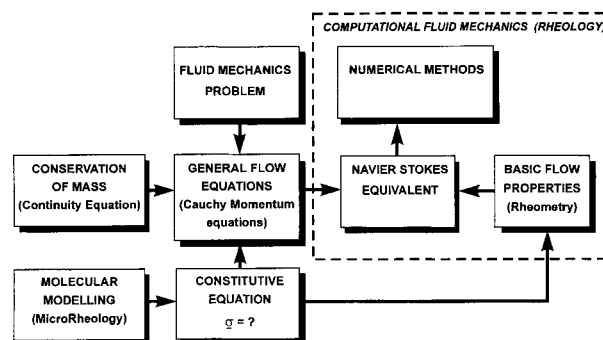 COMPUTATIONAL FLUID MECHANICS (RHEOLOGY)
FLUID MECHANICS
PROBLEM
NUMERICAL METHODS
CONSERVATION
OF MASS
(Continuity Equation)
GENERAL FLOW
EQUATIONS
(Cauchy Momentum
equations)
NAVIER STOKES
EQUIVALENT
BASIC FLOW
PROPERTIES
(Rheometry)
MOLECULAR
MODELLING
(MicroRheology)
CONSTITUTIVE
EQUATION
σ = ?